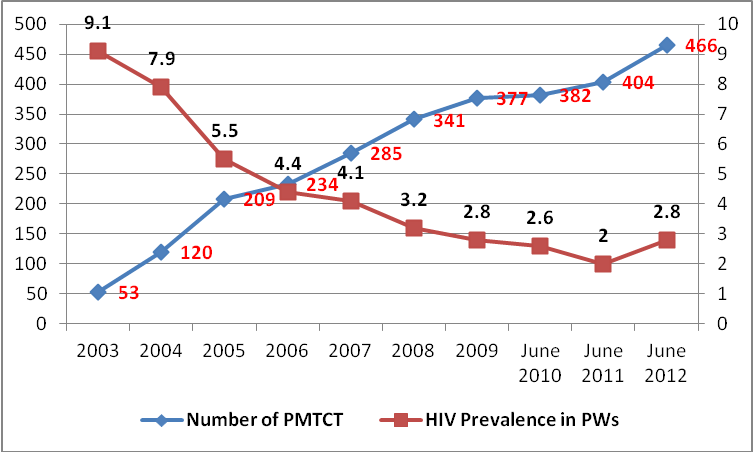 500 9.1 10
450 7.9 466 9
400 404 8
350 377 382 7
300 5.5 341 6
250 4.4 4.1 285 5
200 209 234 3.2 4
150 2.8 2.6 2 2.8 3
100 120 2
50 53 1
0 0
2003 2004 2005 2006 2007 2008 2009 June 2010 June 2011 June 2012
Number of PMTCT HIV Prevalence in PWs